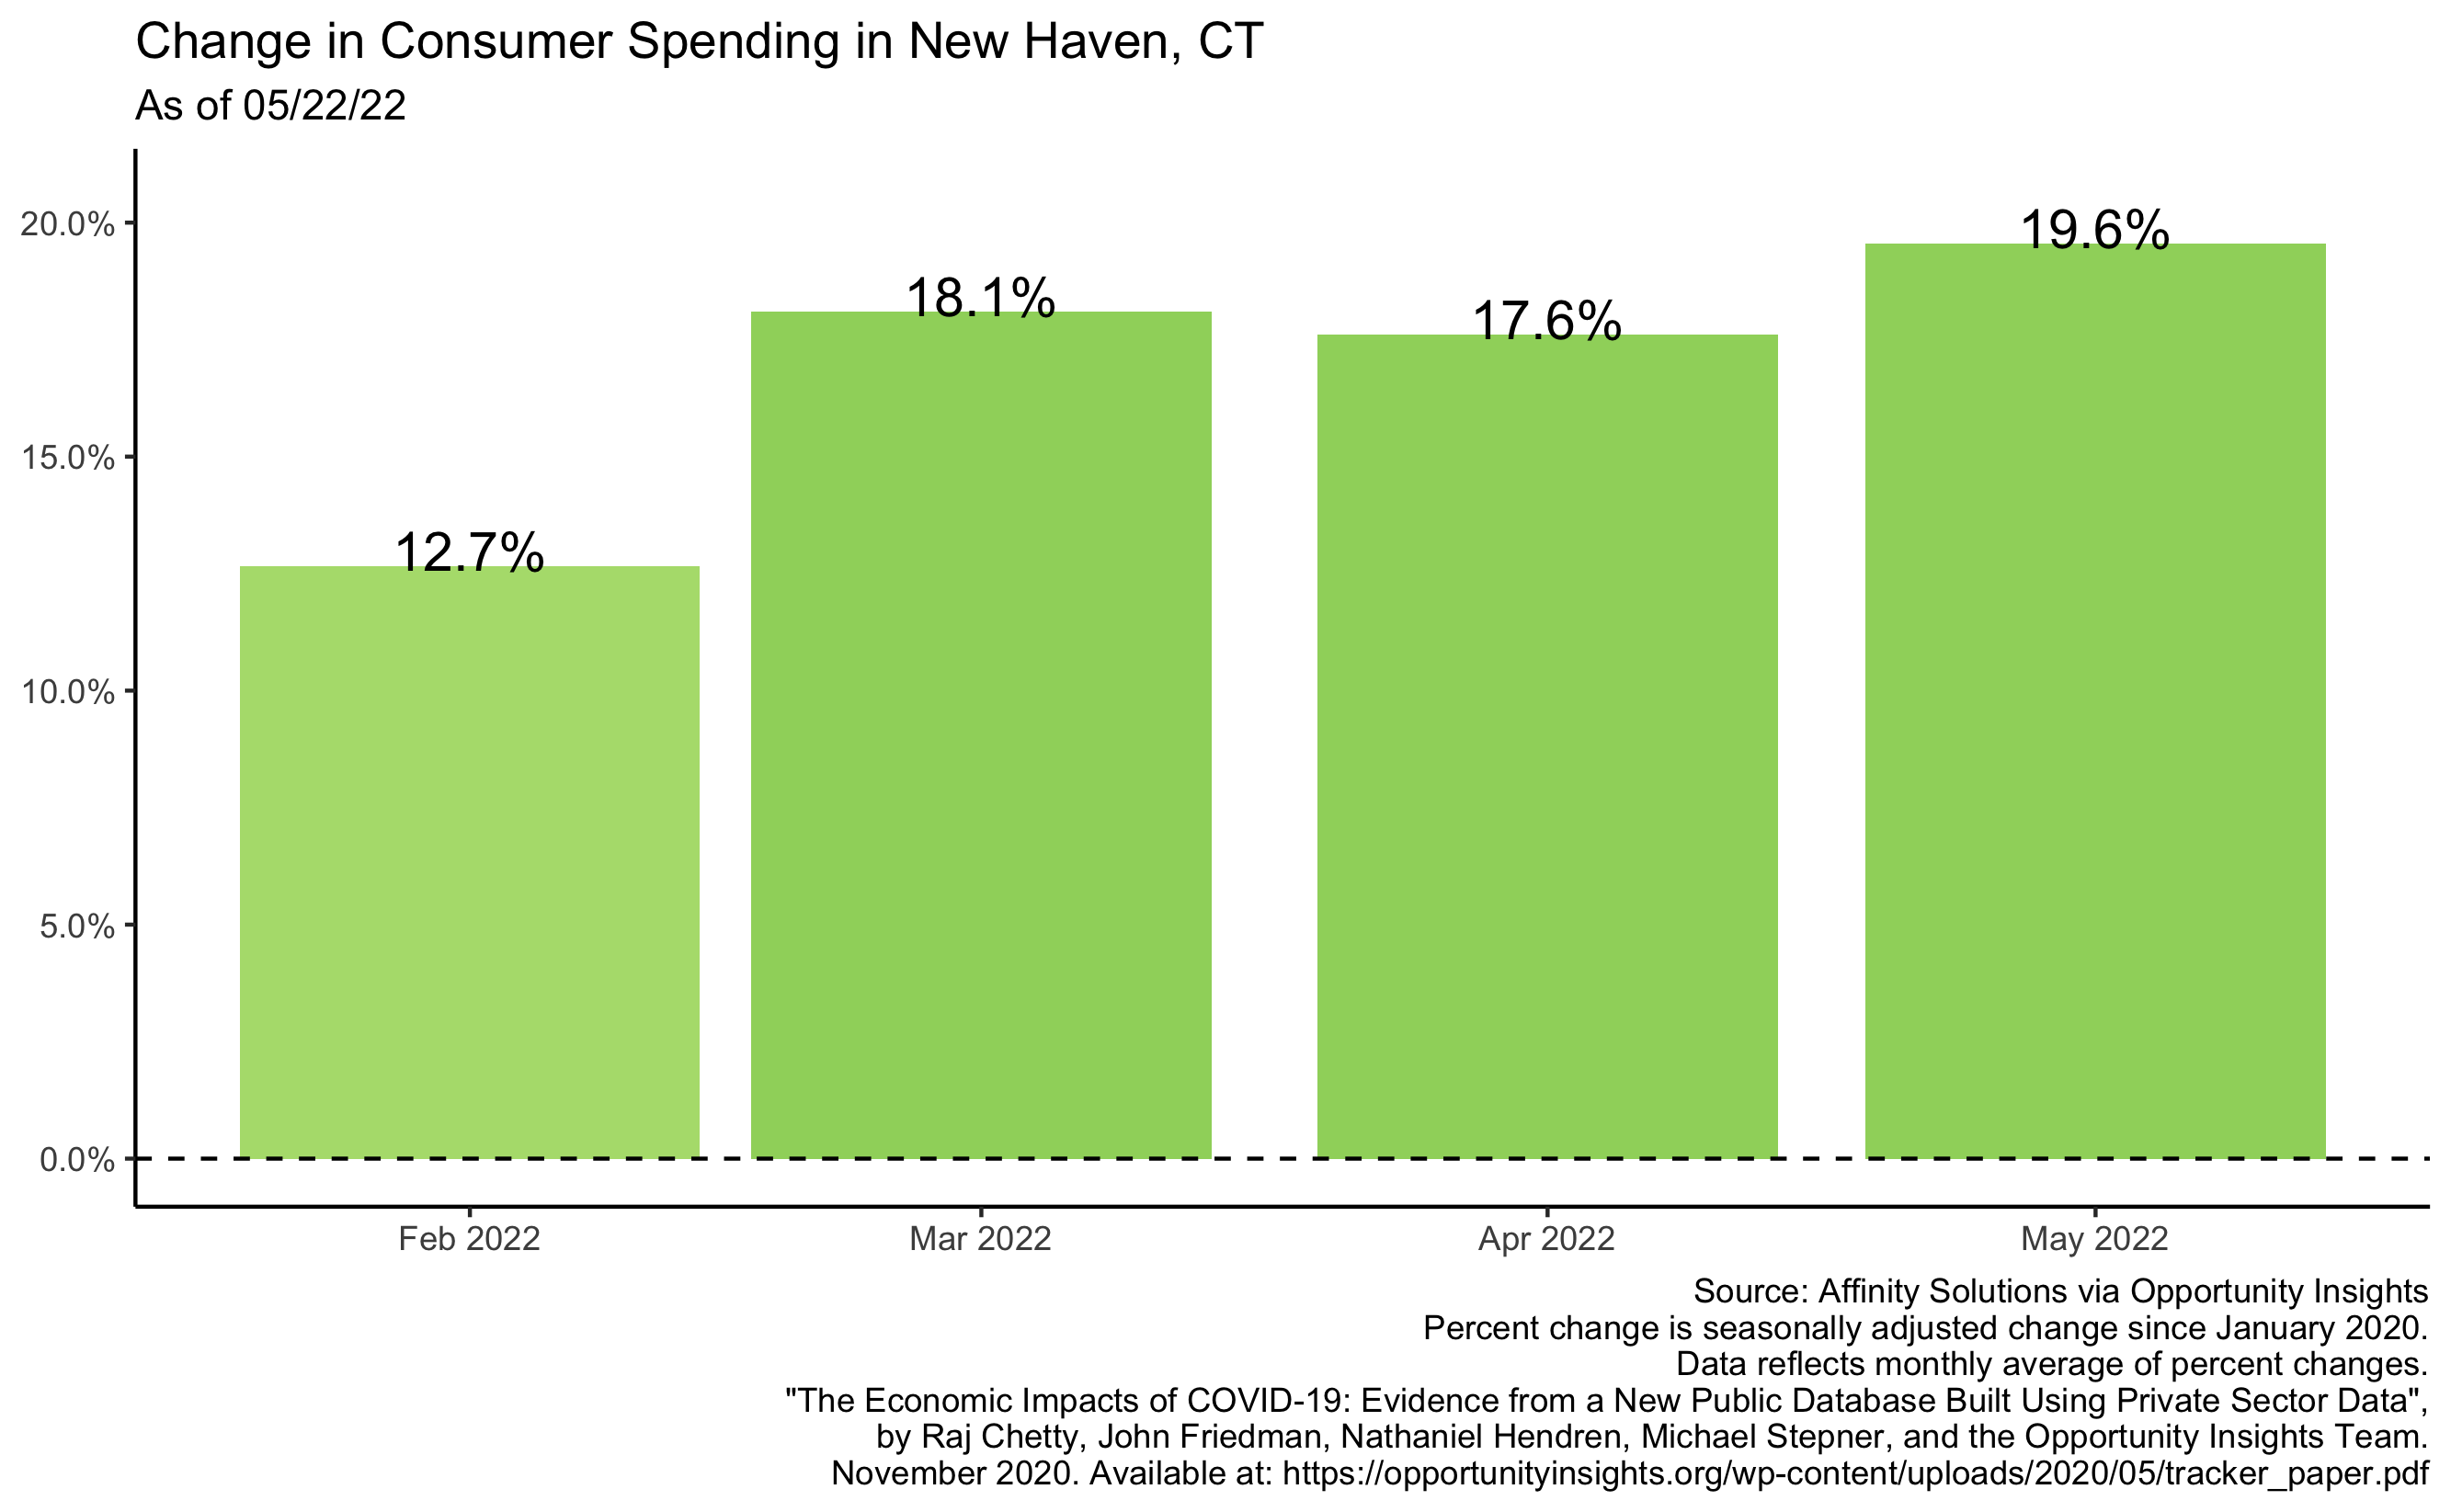 Change in Consumer Spending in New Haven, CT
As of 05/22/22
20.0%
15.0%
10.0%
5.0%
0.0%
12.7%
18.1%
17.6%
19.6%
Feb 2022
Mar 2022
Apr 2022
May 2022
Source: Affinity Solutions via Opportunity Insights
Percent change is seasonally adjusted change since January 2020.
Data reflects monthly average of percent changes.
"The Economic Impacts of COVID-19: Evidence from a New Public Database Built Using Private Sector Data",
by Raj Chetty, John Friedman, Nathaniel Hendren, Michael Stepner, and the Opportunity Insights Team.
November 2020. Available at: https://opportunityinsights.org/wp-content/uploads/2020/05/tracker_paper.pdf